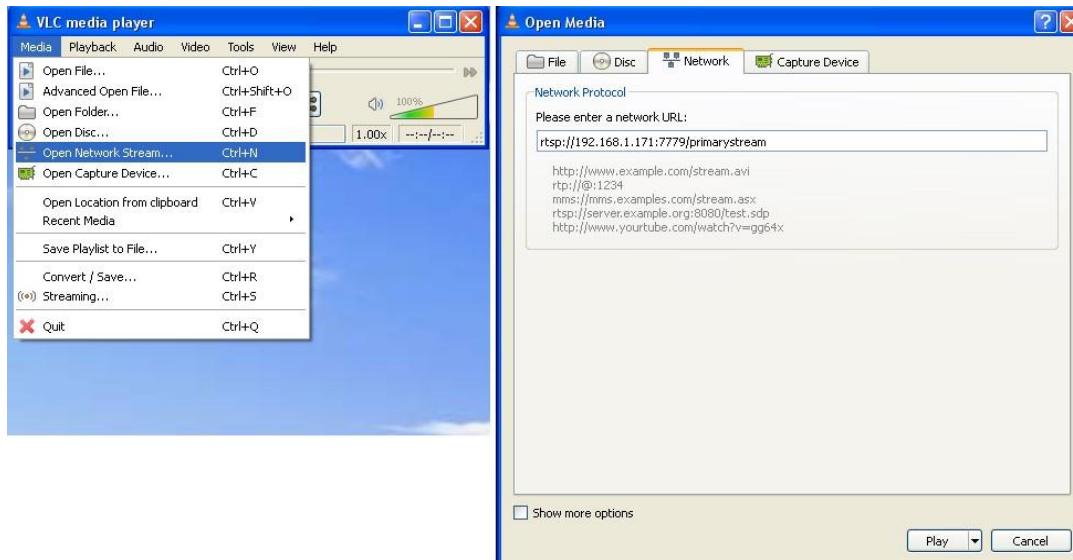 VLC media player
Media Playback Audio Video Tools View Help
Open File... Ctrl+O
Advanced Open File... Ctrl+Shift+O
Open Folder... Ctrl+F
Open Disc... Ctrl+D
Open Network Stream... Ctrl+N
Open Capture Device... Ctrl+C
Open Location from clipboard Ctrl+V
Recent Media
Save Playlist to File... Ctrl+Y
Convert / Save... Ctrl+R
Streaming... Ctrl+S
Quit Ctrl+Q
100%
1.00x --:--/--:--
Open Media
File Disc Network Capture Device
Network Protocol
Please enter a network URL:
rtsp://192.168.1.171:7779/primarystream
http://www.example.com/stream.avi
rtp://@:1234
mms://mms.examples.com/stream.asx
rtsp://server.example.org:8080/test.sdp
http://www.yourtube.com/watch?v=gg64x
Show more options
Play Cancel